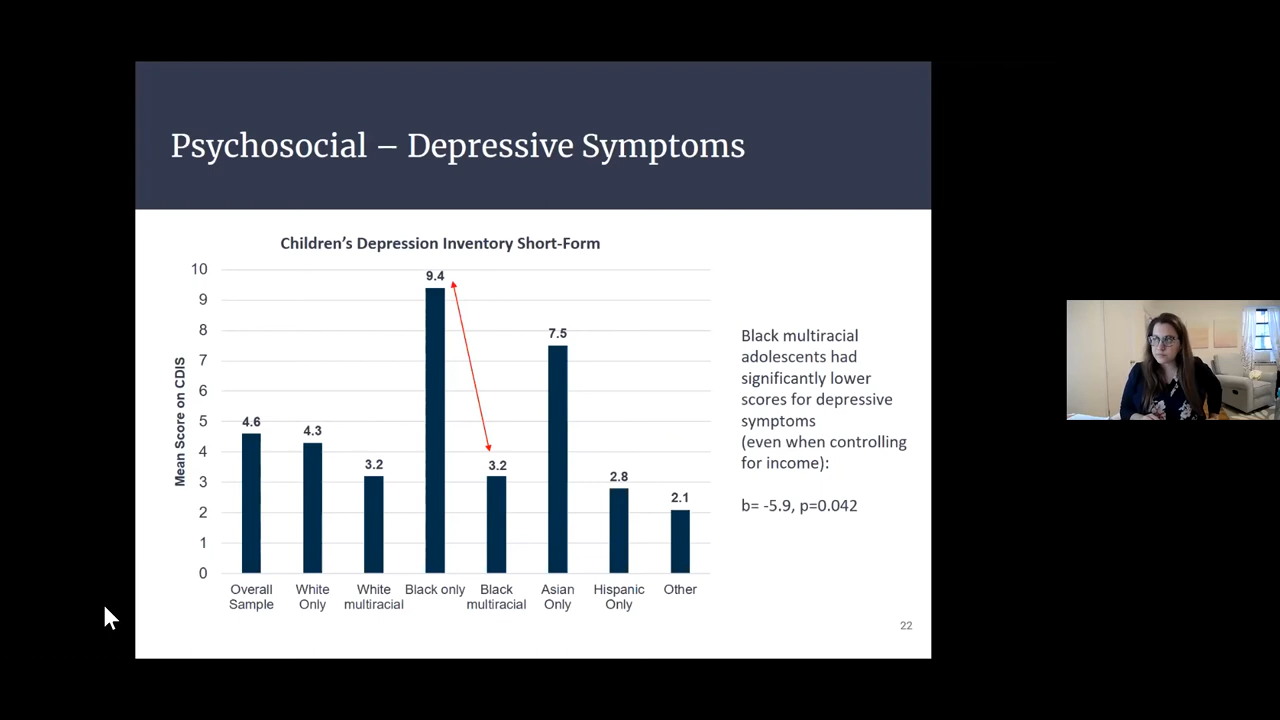 Psychosocial – Depressive Symptoms
Children's Depression Inventory Short-Form
Mean Score on CDIS
10
9
8
7
6
5
4
3
2
1
0
4.6
4.3
3.2
9.4
3.2
7.5
2.8
2.1
Overall
Sample
White
Only
White
multiracial
Black only
Black
multiracial
Asian
Only
Hispanic
Only
Other
Black multiracial
adolescents had
significantly lower
scores for depressive
symptoms
(even when controlling
for income):
b= -5.9, p=0.042
22